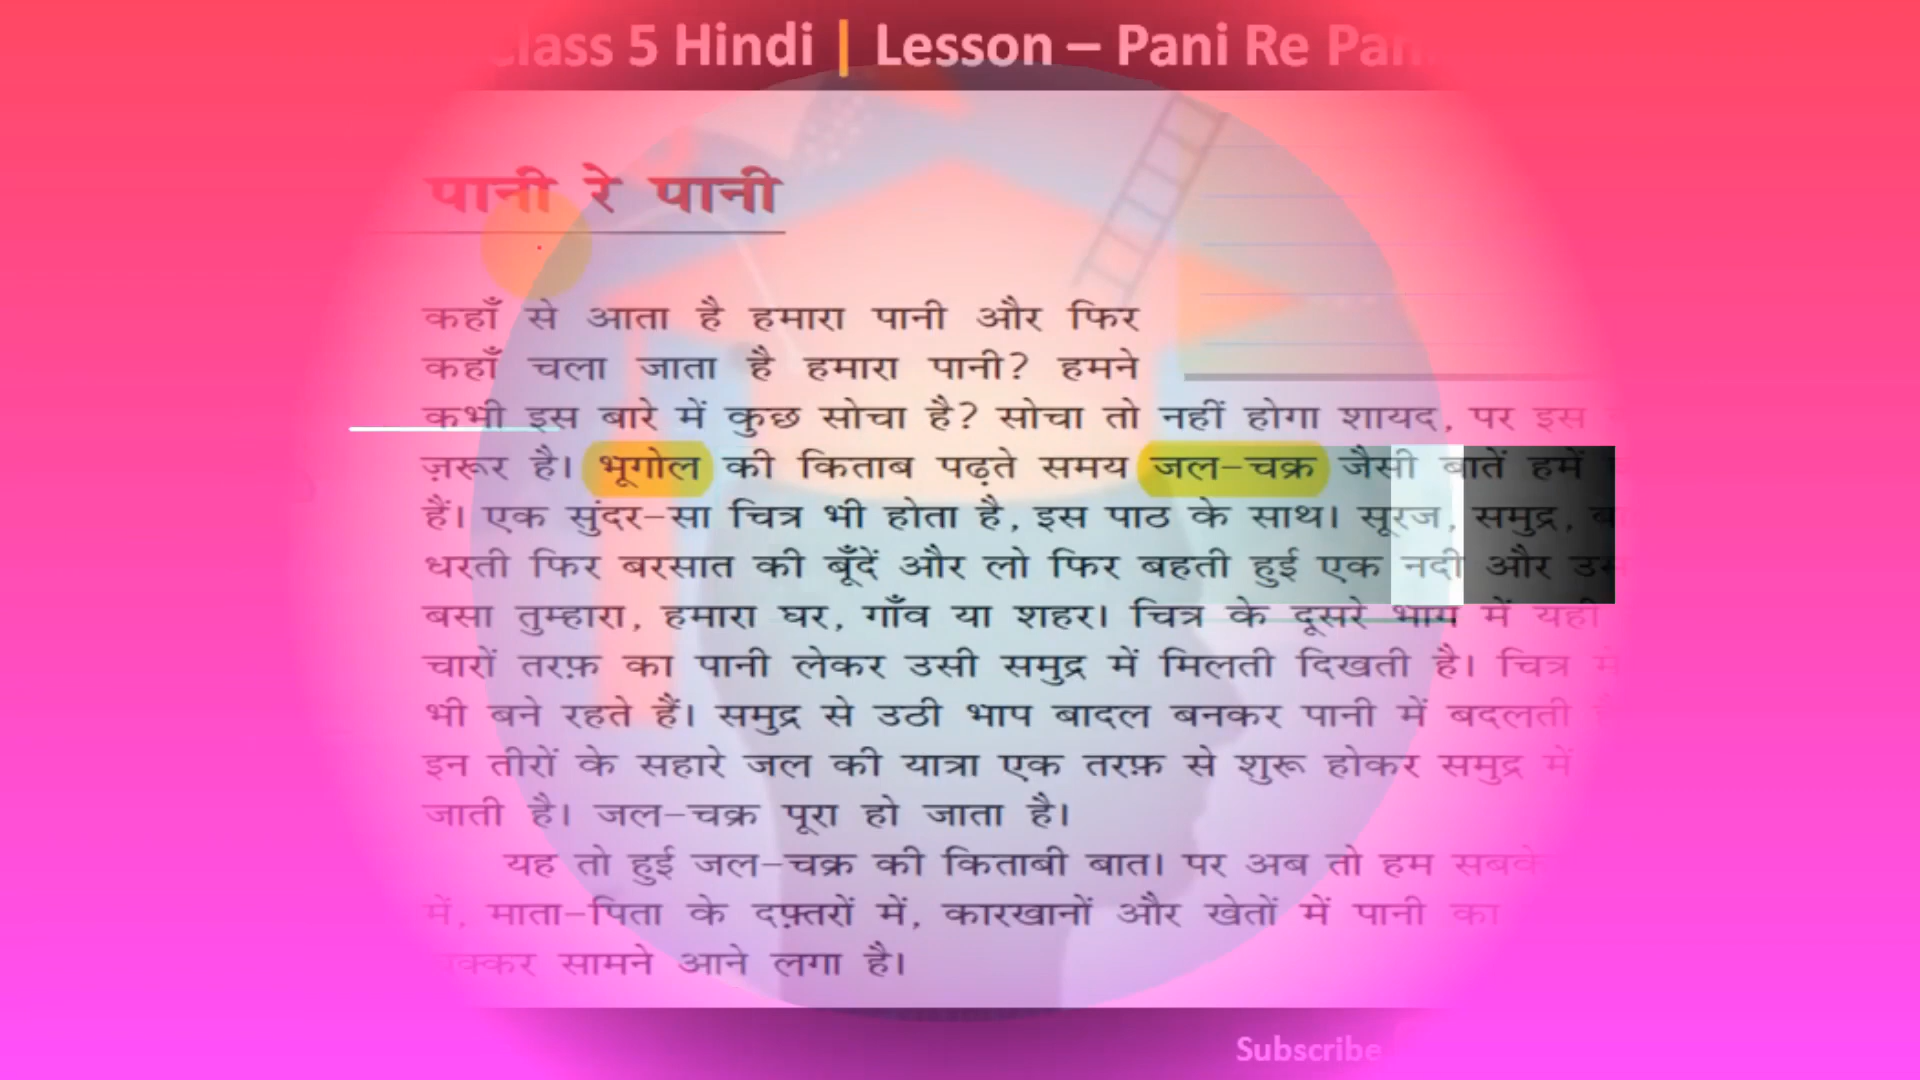 Class 5 Hindi | Lesson – Pani Re Pan
पानी रे पानी
कहाँ से आता है हमारा पानी और फिर
कहाँ चला जाता है हमारा पानी? हमने
कभी इस बारे में कुछ सोचा है? सोचा तो नहीं होगा शायद, पर इस
ज़रूर है। भूगोल की किताब पढ़ते समय जल-चक्र जैसी बातें हमें
हैं। एक सुंदर-सा चित्र भी होता है, इस पाठ के साथ। सूरज, समुद्र,
धरती फिर बरसात की बूँदें और लो फिर बहती हुई एक नदी और
बसा तुम्हारा, हमारा घर, गाँव या शहर। चित्र के दूसरे भाग में यही
चारों तरफ़ का पानी लेकर उसी समुद्र में मिलती दिखती है। चित्र
भी बने रहते हैं। समुद्र से उठी भाप बादल बनकर पानी में बदलती
इन तीरों के सहारे जल की यात्रा एक तरफ़ से शुरू होकर समुद्र में
जाती है। जल-चक्र पूरा हो जाता है।
यह तो हुई जल-चक्र की किताबी बात। पर अब तो हम सबके
में, माता-पिता के दफ़्तरों में, कारखानों और खेतों में पानी का
चक्कर सामने आने लगा है।
Subscribe